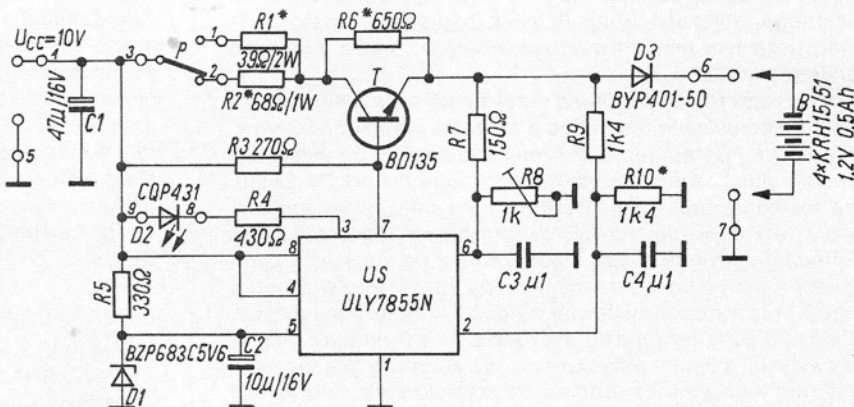 UCC=10V
1
3
P
1
R1*
39Ω/2W
2
R2*68Ω/1W
R6*650Ω
T
BD135
D3
BYP401-50
6
B
4×KRH15/51
1,2V 0,5Ah
47µ/16V
C1
5
R3 270Ω
R7
150Ω
R9
1k4
R8
1k
R10*
1k4
7
CQP431
9
8
D2
R4
430Ω
3
7
8
4
US
ULY7855N
6
C3 µ1
C4 µ1
R5
330Ω
5
2
BZP683C5V6
C2
10µ/16V
1
D1